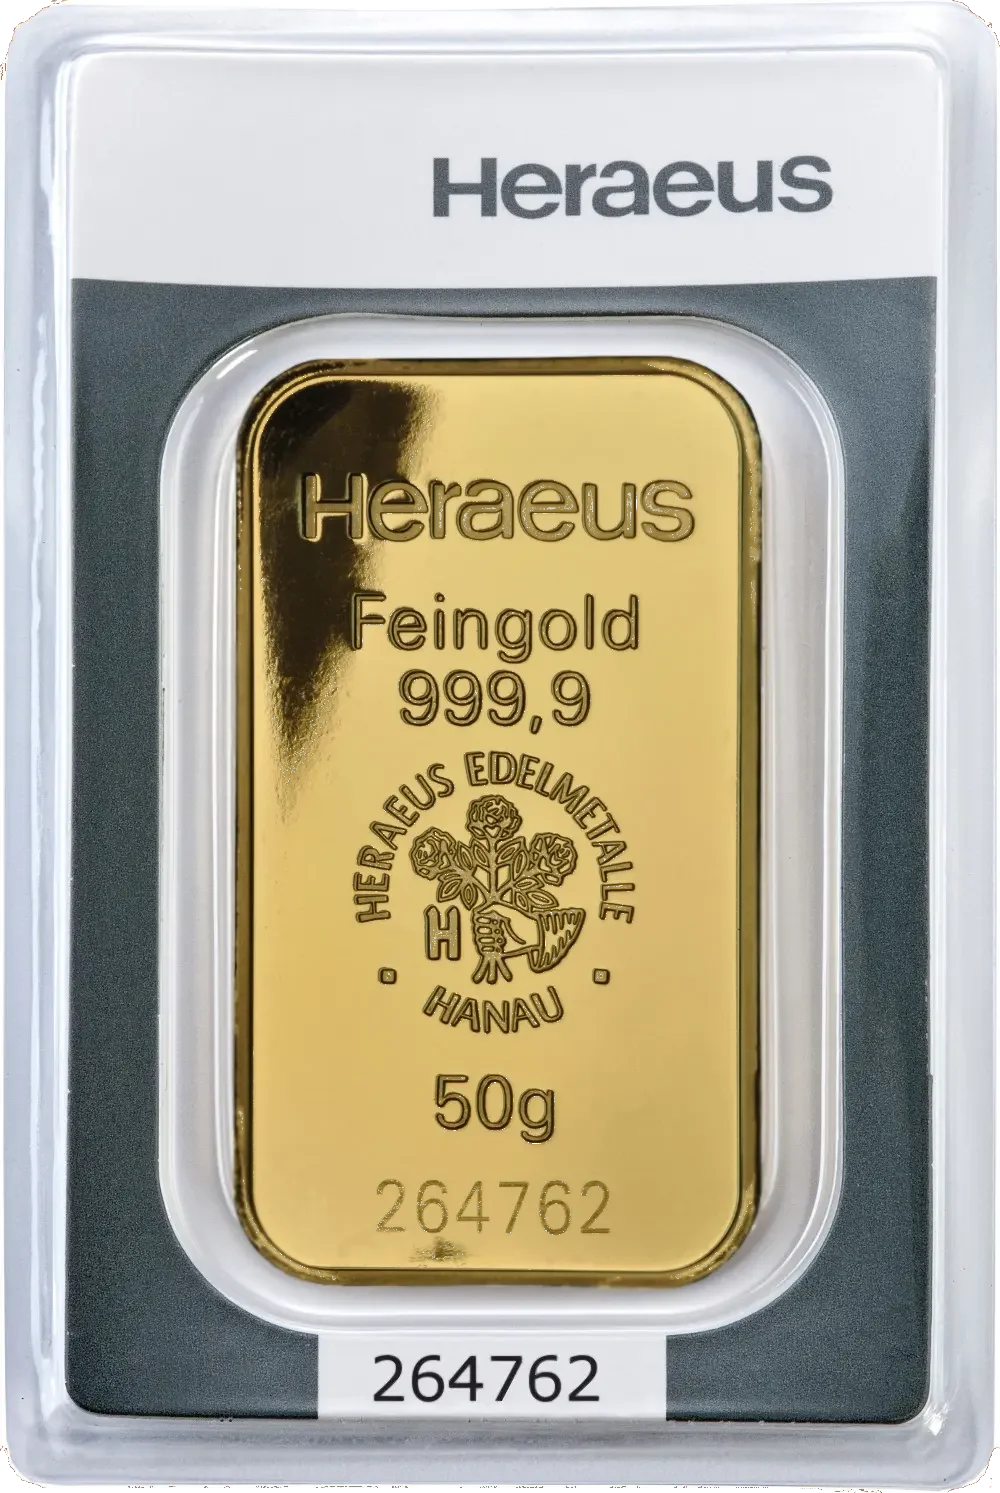 Heraeus
Heraeus
Feingold
999,9
HERAEUS EDELMETALLE
H
· HANAU ·
50g
264762
264762